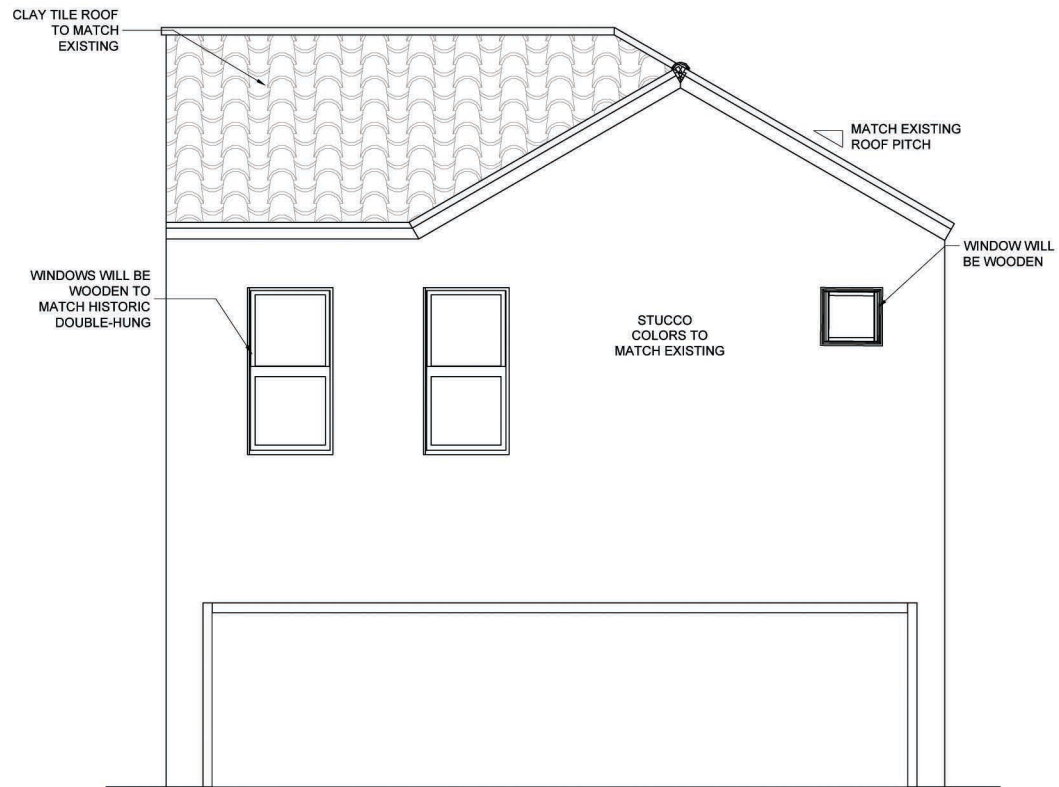 CLAY TILE ROOF
TO MATCH
EXISTING
MATCH EXISTING
ROOF PITCH
WINDOW WILL
BE WOODEN
WINDOWS WILL BE
WOODEN TO
MATCH HISTORIC
DOUBLE-HUNG
STUCCO
COLORS TO
MATCH EXISTING